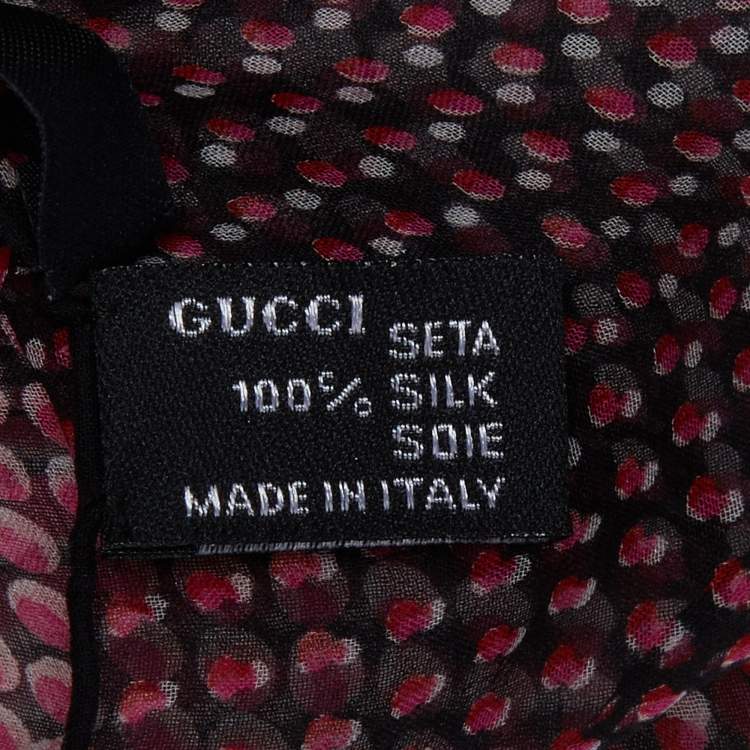 GUCCI
SETA
100% SILK
SOIE
MADE IN ITALY